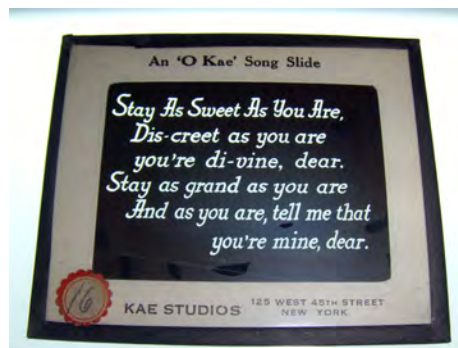 An 'O Kae' Song Slide
Stay As Sweet As You Are,
Dis-creet as you are
you're di-vine, dear.
Stay as grand as you are
And as you are, tell me that
you're mine, dear.
16
KAE STUDIOS
125 WEST 45TH STREET
NEW YORK